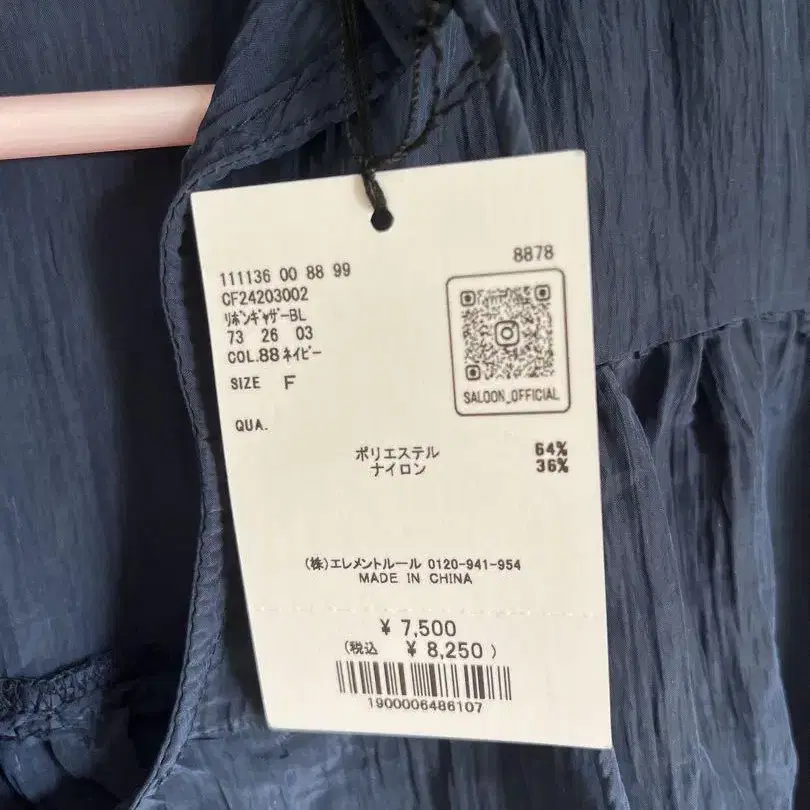 111136 00 88 99
8878
CF24203002
ﾘﾎﾞﾝｷﾞｬｻﾞｰBL
73 26 03
COL.88 ﾈｲﾋﾞｰ
SIZE F
SALOON_OFFICIAL
QUA.
ポリエステル 64%
ナイロン 36%
(株)エレメントルール 0120-941-954
MADE IN CHINA
¥ 7,500
(税込 ¥ 8,250 )
1900006486107